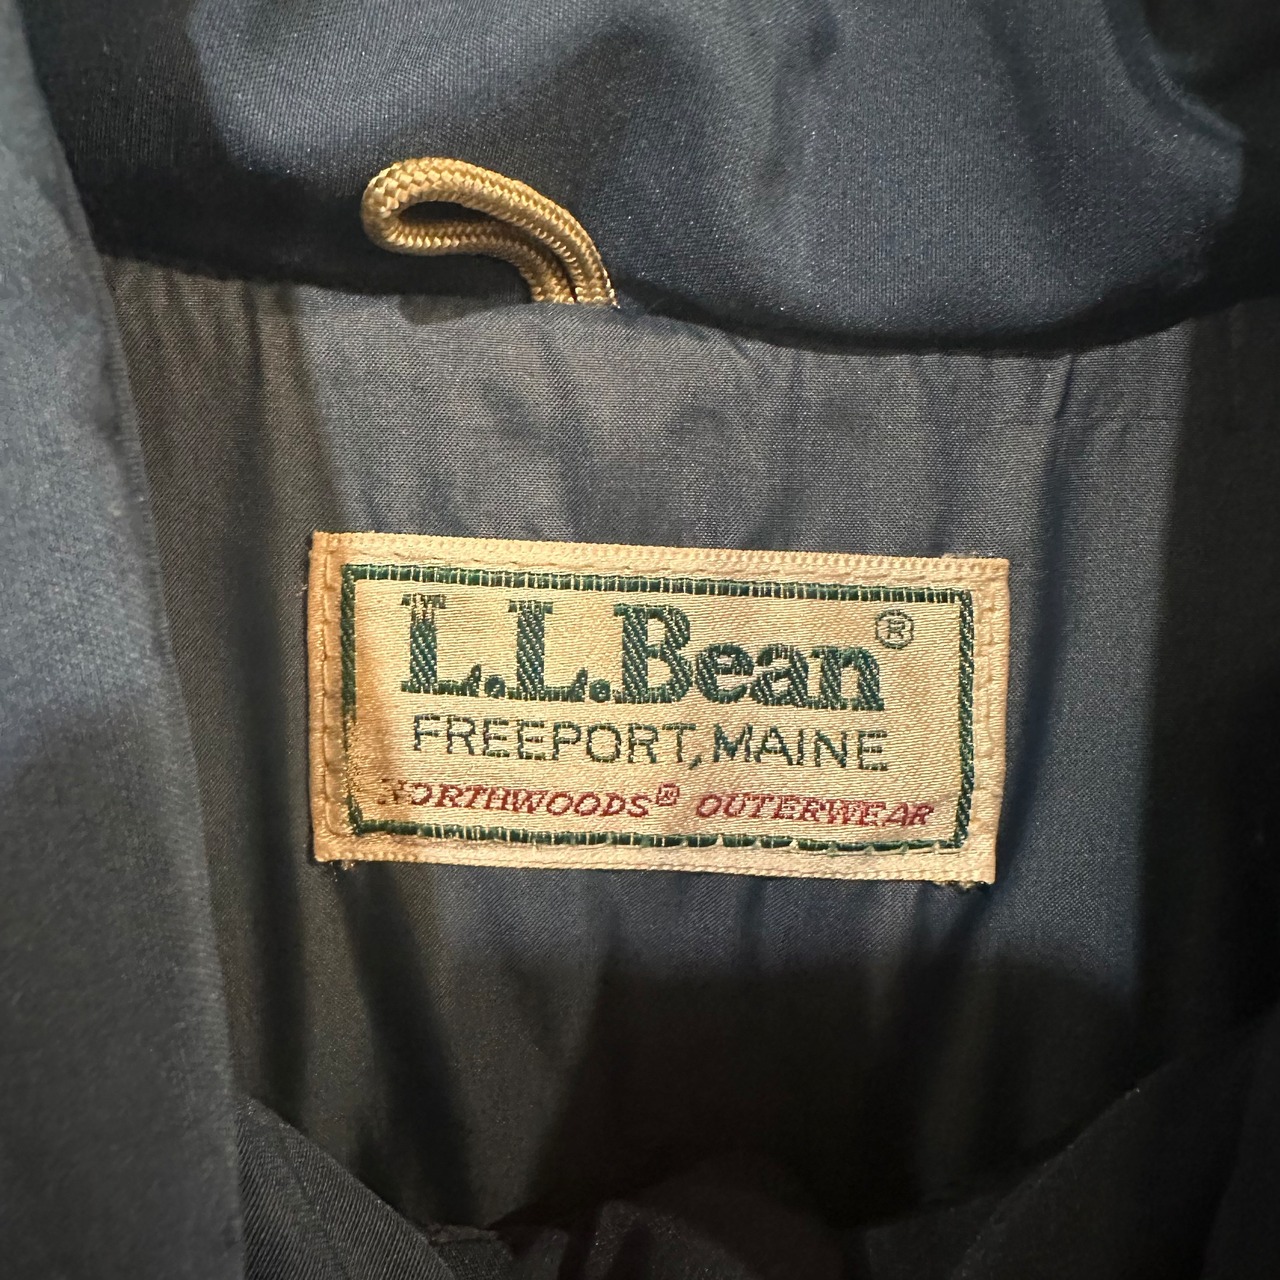 L.L.Bean®
FREEPORT, MAINE
NORTHWOODS® OUTERWEAR